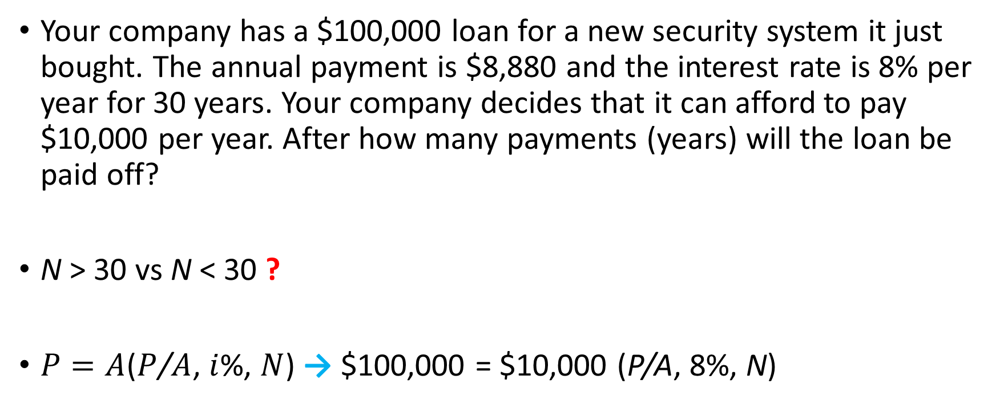 • Your company has a $100,000 loan for a new security system it just
bought. The annual payment is $8,880 and the interest rate is 8% per
year for 30 years. Your company decides that it can afford to pay
$10,000 per year. After how many payments (years) will the loan be
paid off?
• N > 30 vs N < 30 ?
• P = A(P/A, i%, N) → $100,000 = $10,000 (P/A, 8%, N)